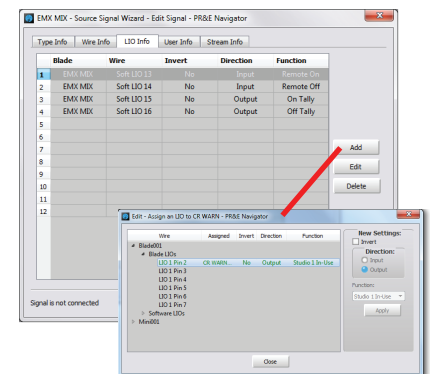 EMX MIX - Source Signal Wizard - Edit Signal - PR&E Navigator
Type Info Wire Info LIO Info User Info Stream Info
Blade Wire Invert Direction Function
1 EMX MIX Soft LIO 13 No Input Remote On
2 EMX MIX Soft LIO 14 No Input Remote Off
3 EMX MIX Soft LIO 15 No Output On Tally
4 EMX MIX Soft LIO 16 No Output Off Tally
5
6
7
8
9
10
11
12
Add
Edit
Delete
Signal is not connected
Edit - Assign an LIO to CR WARN - PR&E Navigator
Wire Assigned Invert Direction Function
Blade001
Blade LIOs
LIO 1 Pin 2 CR WARN... No Output Studio 1 In-Use
LIO 1 Pin 3
LIO 1 Pin 4
LIO 1 Pin 5
LIO 1 Pin 6
LIO 1 Pin 7
Software LIOs
Mini001
New Settings:
Invert
Direction:
Input
Output
Function:
Studio 1 In-Use
Apply
Close